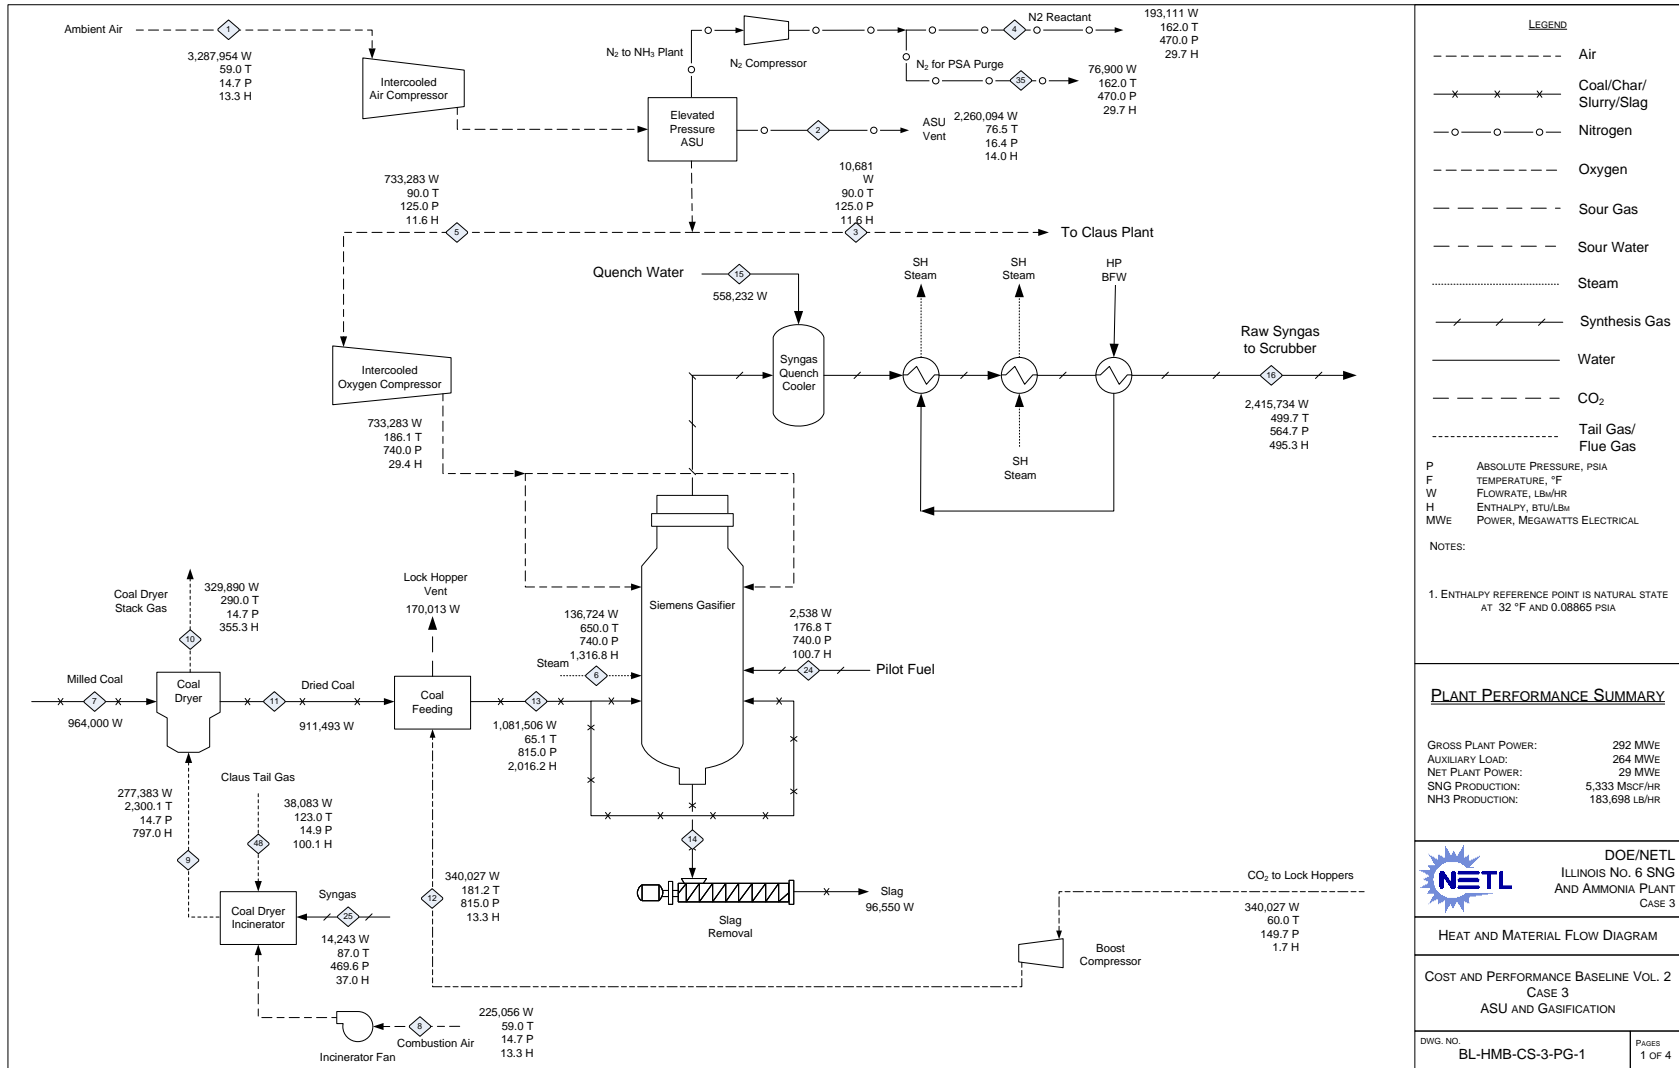 Ambient Air
1
3,287,954 W
59.0 T
14.7 P
13.3 H
Intercooled
Air Compressor
N₂ to NH₃ Plant
N₂ Compressor
4
N2 Reactant
193,111 W
162.0 T
470.0 P
29.7 H
N₂ for PSA Purge
35
76,900 W
162.0 T
470.0 P
29.7 H
Elevated
Pressure
ASU
2
ASU
Vent
2,260,094 W
76.5 T
16.4 P
14.0 H
733,283 W
90.0 T
125.0 P
11.6 H
5
10,681
W
90.0 T
125.0 P
11.6 H
3
To Claus Plant
Quench Water
15
558,232 W
SH
Steam
SH
Steam
HP
BFW
Syngas
Quench
Cooler
Raw Syngas
to Scrubber
16
2,415,734 W
499.7 T
564.7 P
495.3 H
SH
Steam
Intercooled
Oxygen Compressor
733,283 W
186.1 T
740.0 P
29.4 H
Siemens Gasifier
136,724 W
650.0 T
740.0 P
1,316.8 H
Steam
6
2,538 W
176.8 T
740.0 P
100.7 H
24
Pilot Fuel
Lock Hopper
Vent
170,013 W
Coal Dryer
Stack Gas
329,890 W
290.0 T
14.7 P
355.3 H
10
Milled Coal
7
964,000 W
Coal
Dryer
11
Dried Coal
911,493 W
Coal
Feeding
13
1,081,506 W
65.1 T
815.0 P
2,016.2 H
277,383 W
2,300.1 T
14.7 P
797.0 H
9
Claus Tail Gas
38,083 W
123.0 T
14.9 P
100.1 H
48
Coal Dryer
Incinerator
Syngas
25
14,243 W
87.0 T
469.6 P
37.0 H
12
340,027 W
181.2 T
815.0 P
13.3 H
14
Slag
96,550 W
Slag
Removal
CO₂ to Lock Hoppers
340,027 W
60.0 T
149.7 P
1.7 H
Boost
Compressor
Incinerator Fan
8
Combustion Air
225,056 W
59.0 T
14.7 P
13.3 H
LEGEND
Air
Coal/Char/
Slurry/Slag
Nitrogen
Oxygen
Sour Gas
Sour Water
Steam
Synthesis Gas
Water
CO₂
Tail Gas/
Flue Gas
P ABSOLUTE PRESSURE, PSIA
F TEMPERATURE, °F
W FLOWRATE, LBM/HR
H ENTHALPY, BTU/LBM
MWE POWER, MEGAWATTS ELECTRICAL
NOTES:
1. ENTHALPY REFERENCE POINT IS NATURAL STATE
AT 32 °F AND 0.08865 PSIA
PLANT PERFORMANCE SUMMARY
GROSS PLANT POWER: 292 MWE
AUXILIARY LOAD: 264 MWE
NET PLANT POWER: 29 MWE
SNG PRODUCTION: 5,333 MSCF/HR
NH3 PRODUCTION: 183,698 LB/HR
NETL
DOE/NETL
ILLINOIS NO. 6 SNG
AND AMMONIA PLANT
CASE 3
HEAT AND MATERIAL FLOW DIAGRAM
COST AND PERFORMANCE BASELINE VOL. 2
CASE 3
ASU AND GASIFICATION
DWG. NO.
BL-HMB-CS-3-PG-1
PAGES
1 OF 4